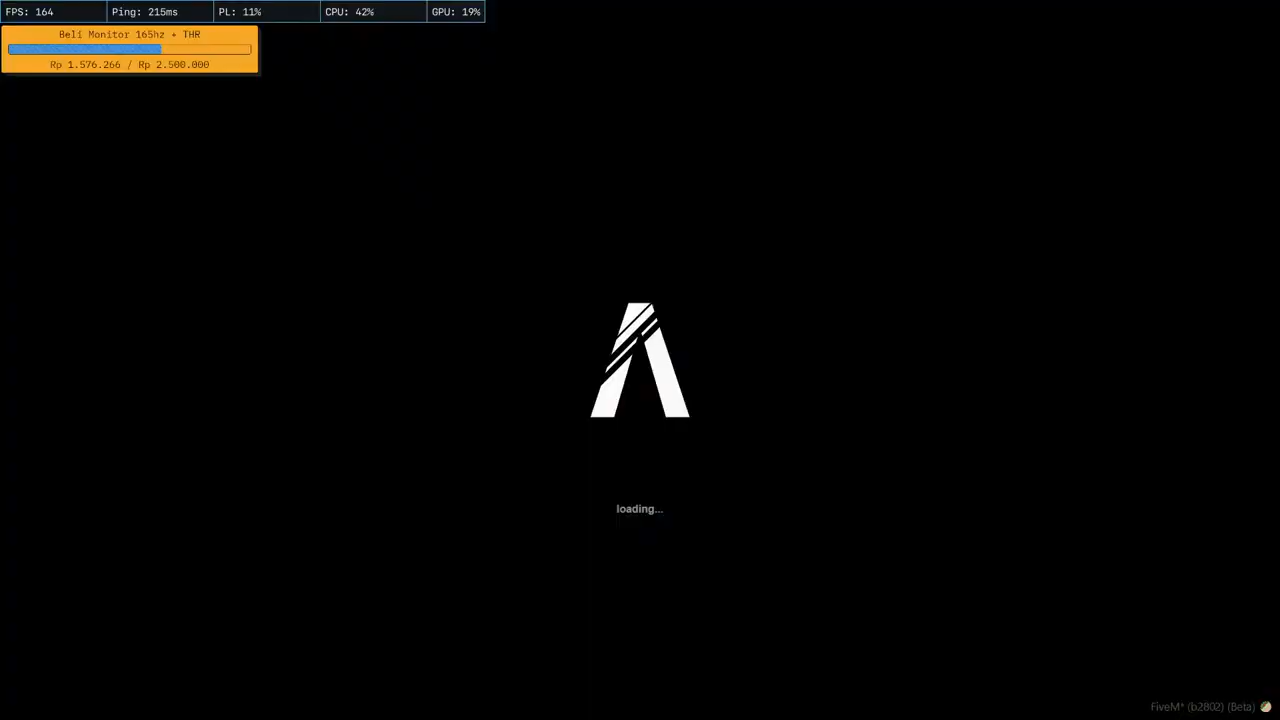 FPS: 164 Ping: 215ms PL: 11% CPU: 42% GPU: 19%
Beli Monitor 165hz + THR
Rp 1.576.266 / Rp 2.500.000
loading...
FiveM* (b2802) (Beta)